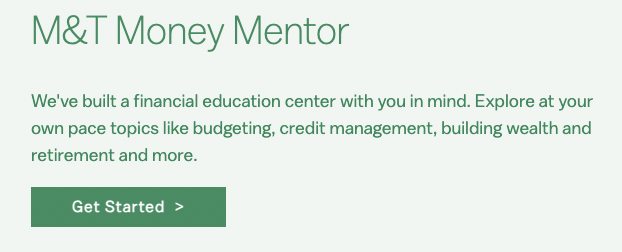 M&T Money Mentor
We've built a financial education center with you in mind. Explore at your
own pace topics like budgeting, credit management, building wealth and
retirement and more.
Get Started >